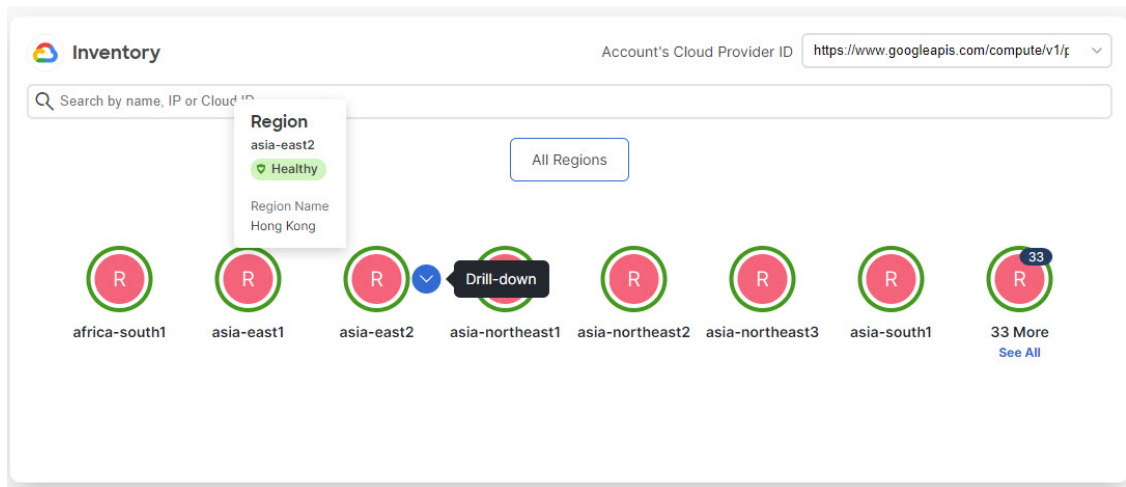 Inventory
Account's Cloud Provider ID
https://www.googleapis.com/compute/v1/p
Search by name, IP or Cloud ID
Region
asia-east2
Healthy
Region Name
Hong Kong
All Regions
R
R
R
Drill-down
R
R
R
R
33
africa-south1
asia-east1
asia-east2
asia-northeast1
asia-northeast2
asia-northeast3
asia-south1
33 More
See All